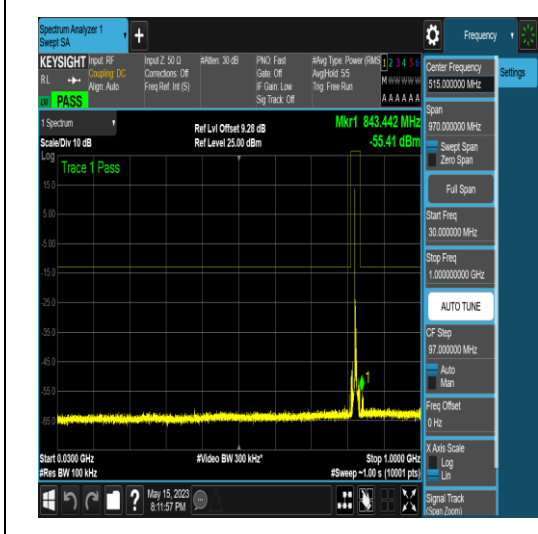 Spectrum Analyzer 1
Swept SA
+
Frequency
KEYSIGHT
RL
Input: RF
Coupling: DC
Align: Auto
Input Z: 50 Ω
Corrections: Off
Freq Ref: Int (S)
#Atten: 30 dB
PNO: Fast
Gate: Off
IF Gain: Low
Sig Track: Off
#Avg Type: Power (RMS
Avg|Hold: 5/5
Trig: Free Run
1 2 3 4 5 6
M W W W W W
A A A A A A
PASS
1 Spectrum
Scale/Div 10 dB
Ref Lvl Offset 9.28 dB
Ref Level 25.00 dBm
Mkr1 843.442 MHz
-55.41 dBm
Log
Trace 1 Pass
15.0
5.00
-5.00
-15.0
-25.0
-35.0
-45.0
-55.0
-65.0
1
Start 0.0300 GHz
#Res BW 100 kHz
#Video BW 300 kHz*
Stop 1.0000 GHz
#Sweep ~1.00 s (10001 pts)
?
May 15, 2023
8:11:57 PM
Center Frequency
515.000000 MHz
Settings
Span
970.000000 MHz
Swept Span
Zero Span
Full Span
Start Freq
30.000000 MHz
Stop Freq
1.000000000 GHz
AUTO TUNE
CF Step
97.000000 MHz
Auto
Man
Freq Offset
0 Hz
X Axis Scale
Log
Lin
Signal Track
(Span Zoom)